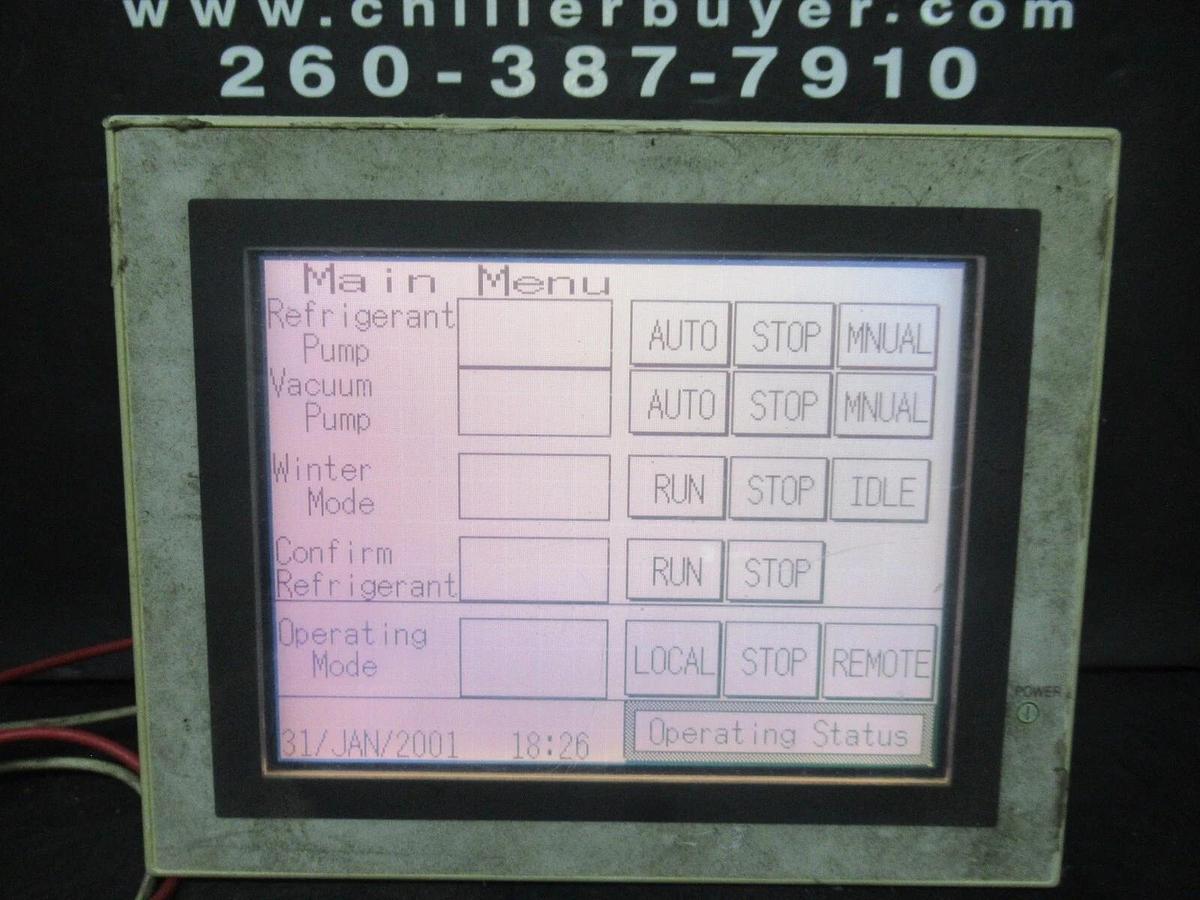 www.chillerbuyer.com
260-387-7910
Main Menu
Refrigerant
Pump
AUTO STOP MNUAL
Vacuum
Pump
AUTO STOP MNUAL
Winter
Mode
RUN STOP IDLE
Confirm
Refrigerant
RUN STOP
Operating
Mode
LOCAL STOP REMOTE
POWER
31/JAN/2001 18:26
Operating Status